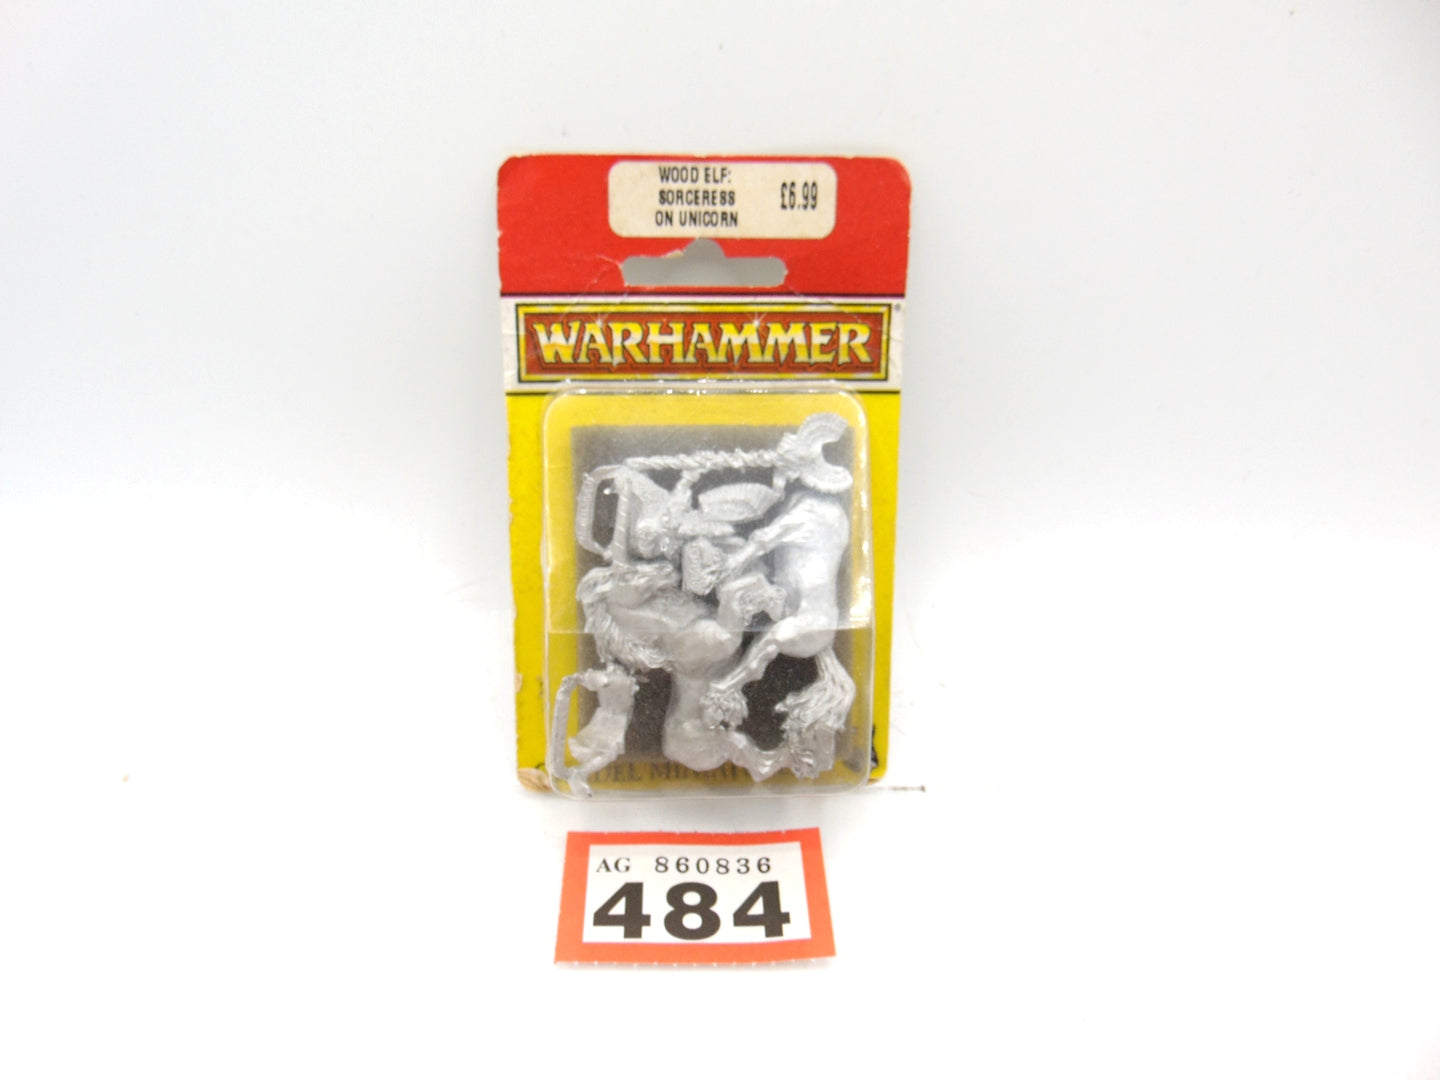 WOOD ELF:
SORCERESS
ON UNICORN
£6.99
WARHAMMER®
AG 860836
484